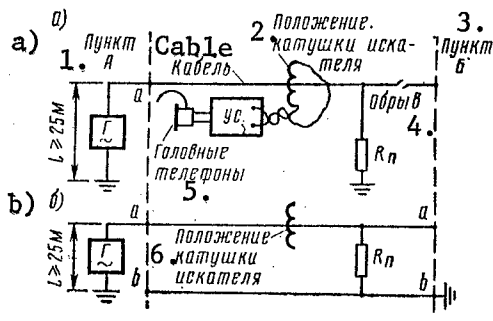 а)
a)
1.
Пункт
А
Cable
Кабель
2.
Положение
катушки иска-
теля
3.
Пункт
Б
a
обрыв
4.
L ≥ 25м
Г
~
УС
Головные
телефоны
5.
Rп
b) б)
a
a
L ≥ 25м
Г
~
6.
Положение
катушки
искателя
Rп
b
b